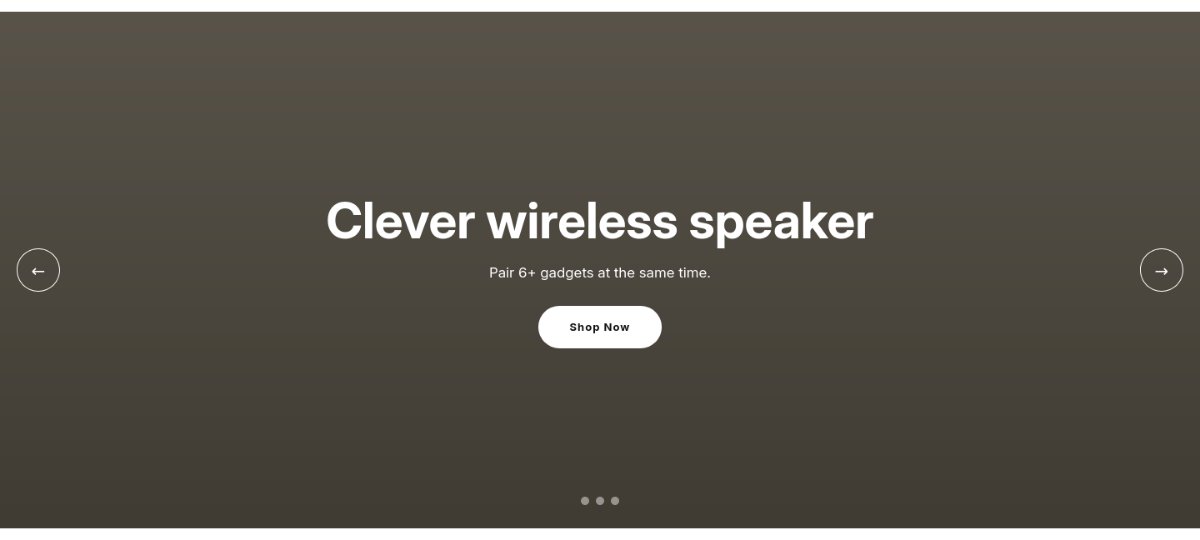 Clever wireless speaker
←
→
Pair 6+ gadgets at the same time.
Shop Now